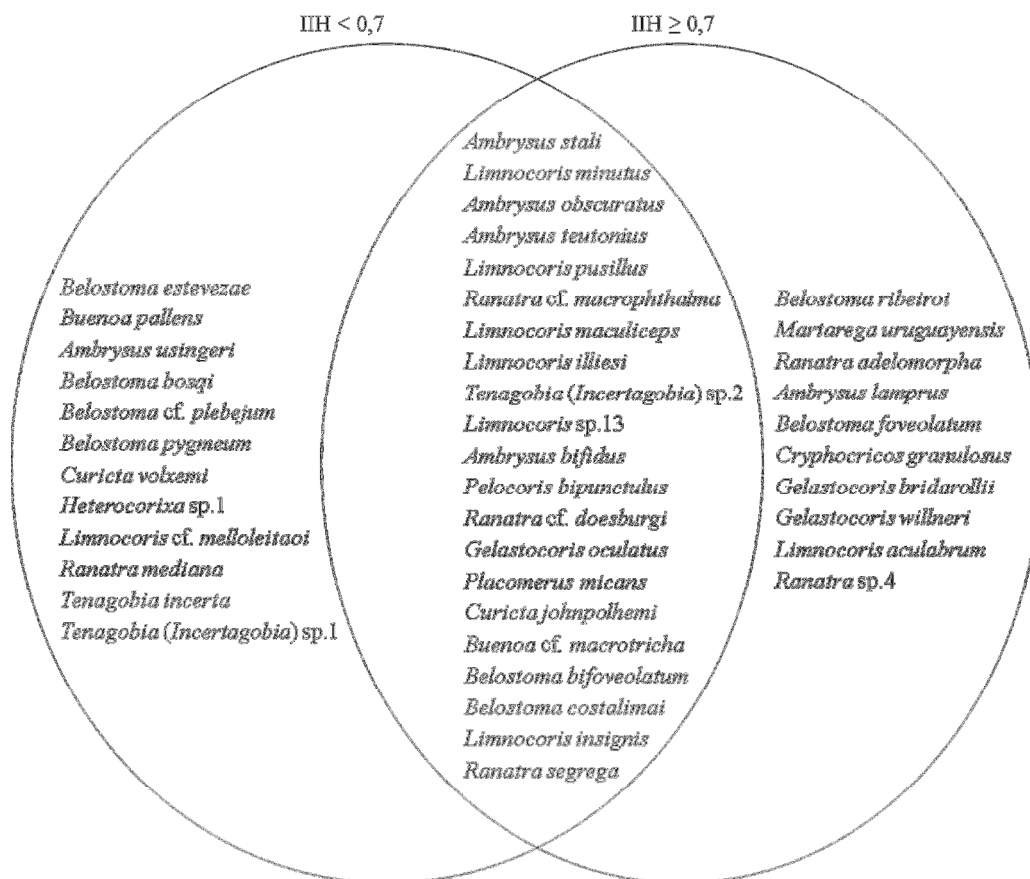 IIH < 0,7
IIH ≥ 0,7
Belostoma estevezae
Buenoa pallens
Ambrysus usingeri
Belostoma bosqi
Belostoma cf. plebejum
Belostoma pygmeum
Curicta volxemi
Heterocorixa sp.1
Limnocoris cf. melloleitaoi
Ranatra mediana
Tenagobia incerta
Tenagobia (Incertagobia) sp.1
Ambrysus stali
Limnocoris minutus
Ambrysus obscuratus
Ambrysus teutonius
Limnocoris pusillus
Ranatra cf. macrophthalma
Limnocoris maculiceps
Limnocoris illiesi
Tenagobia (Incertagobia) sp.2
Limnocoris sp.13
Ambrysus bifidus
Pelocoris bipunctulus
Ranatra cf. doesburgi
Gelastocoris oculatus
Placomerus micans
Curicta johnpolhemi
Buenoa cf. macrotricha
Belostoma bifoveolatum
Belostoma costalimai
Limnocoris insignis
Ranatra segrega
Belostoma ribeiroi
Martarega uruguayensis
Ranatra adelomorpha
Ambrysus lamprus
Belostoma foveolatum
Cryphocricos granulosus
Gelastocoris bridarollii
Gelastocoris willneri
Limnocoris aculabrum
Ranatra sp.4